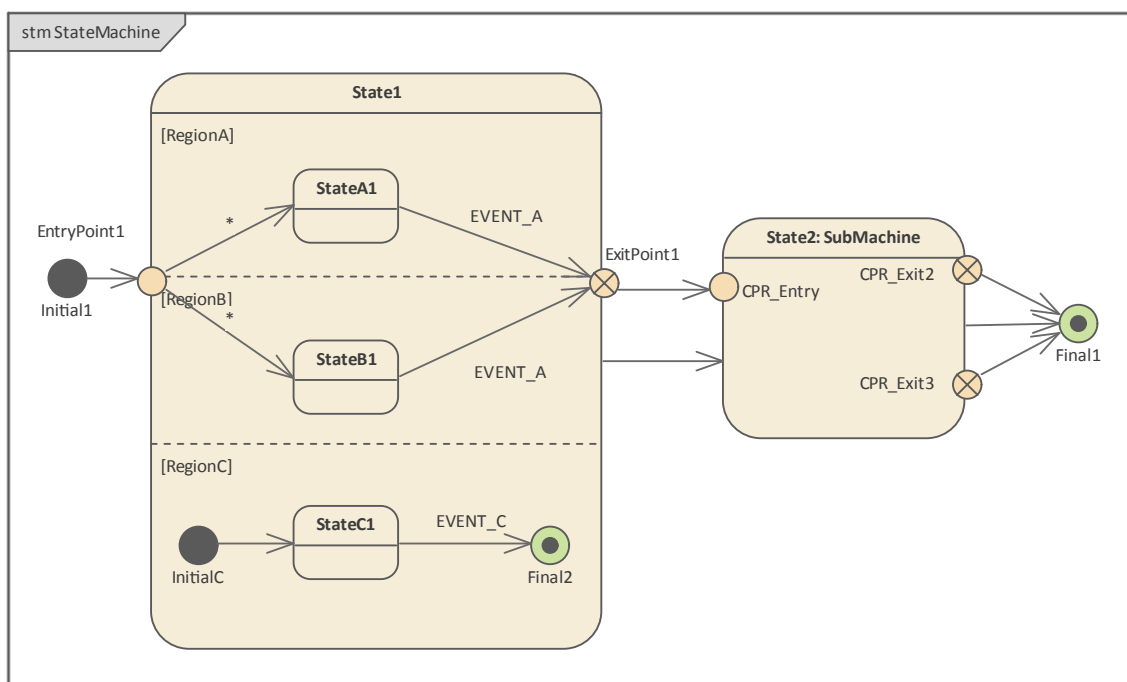 stm StateMachine
State1
[RegionA]
StateA1
*
EVENT_A
EntryPoint1
Initial1
[RegionB]
*
StateB1
EVENT_A
ExitPoint1
State2: SubMachine
CPR_Entry
CPR_Exit2
CPR_Exit3
Final1
[RegionC]
StateC1
EVENT_C
InitialC
Final2